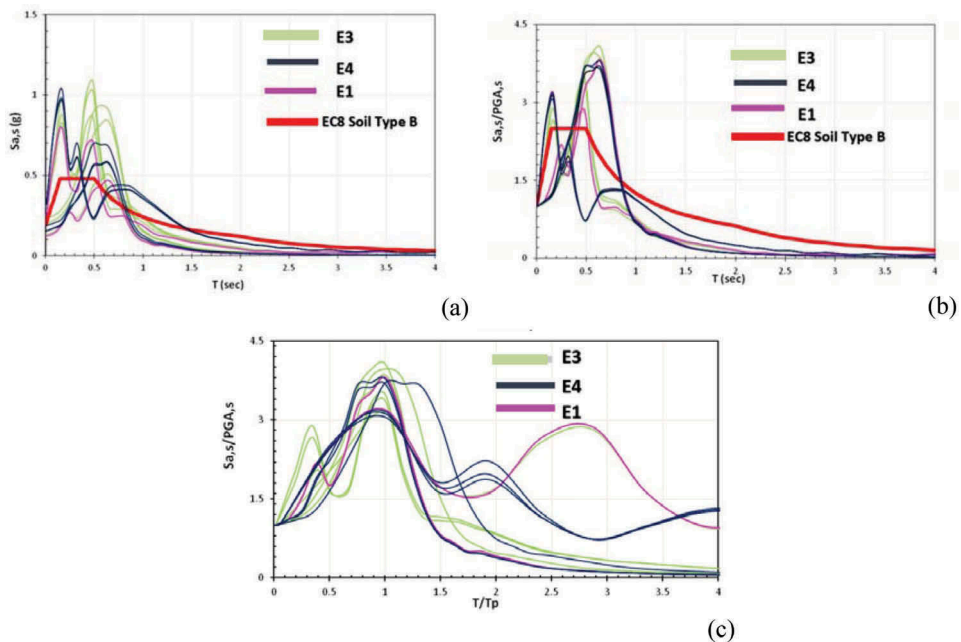 1.5
E3
E4
E1
EC8 Soil Type B
1
0.5
0
Sa,s (g)
0 0.5 1 1.5 2 2.5 3 3.5 4
T (sec)
(a)
4.5
E3
E4
E1
EC8 Soil Type B
3
1.5
0
Sa,s/PGA,s
0 0.5 1 1.5 2 2.5 3 3.5 4
T (sec)
(b)
4.5
E3
E4
E1
3
1.5
0
Sa,s/PGA,s
0 0.5 1 1.5 2 2.5 3 3.5 4
T/Tp
(c)